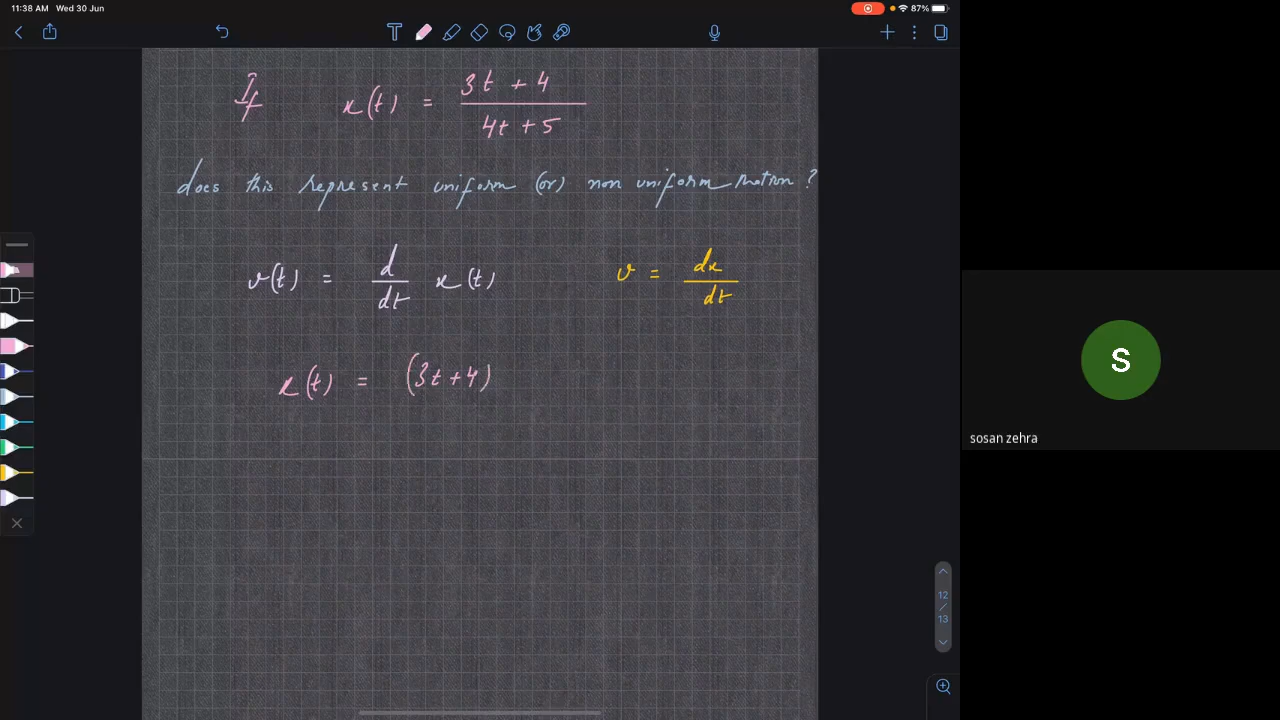 11:38 AM Wed 30 Jun
87%
If x(t) = 3t + 4 / 4t + 5
does this represent uniform (or) non uniform motion ?
v(t) = d/dt x(t)
v = dx/dt
x(t) = (3t+4)
12
/
13
S
sosan zehra